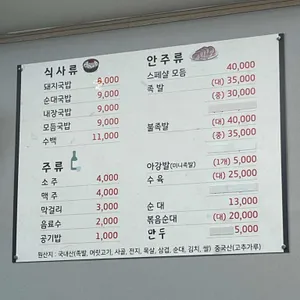 식사류
돼지국밥 8,000
순대국밥 9,000
내장국밥 9,000
모듬국밥 9,000
수백 11,000
주류
소주 4,000
맥주 4,000
막걸리 3,000
음료수 2,000
공기밥 1,000
안주류
스페샬 모듬 40,000
족발 (대) 35,000
(중) 30,000
불족발 (대) 40,000
(중) 35,000
아강발(미니족발) (1개) 5,000
수육 (대) 25,000
순대 13,000
볶음순대 (대) 20,000
만두 5,000
원산지 : 국내산(족발, 머릿고기, 사골, 전지, 목살, 삼겹, 순대, 김치, 쌀) 중국산(고추가루)